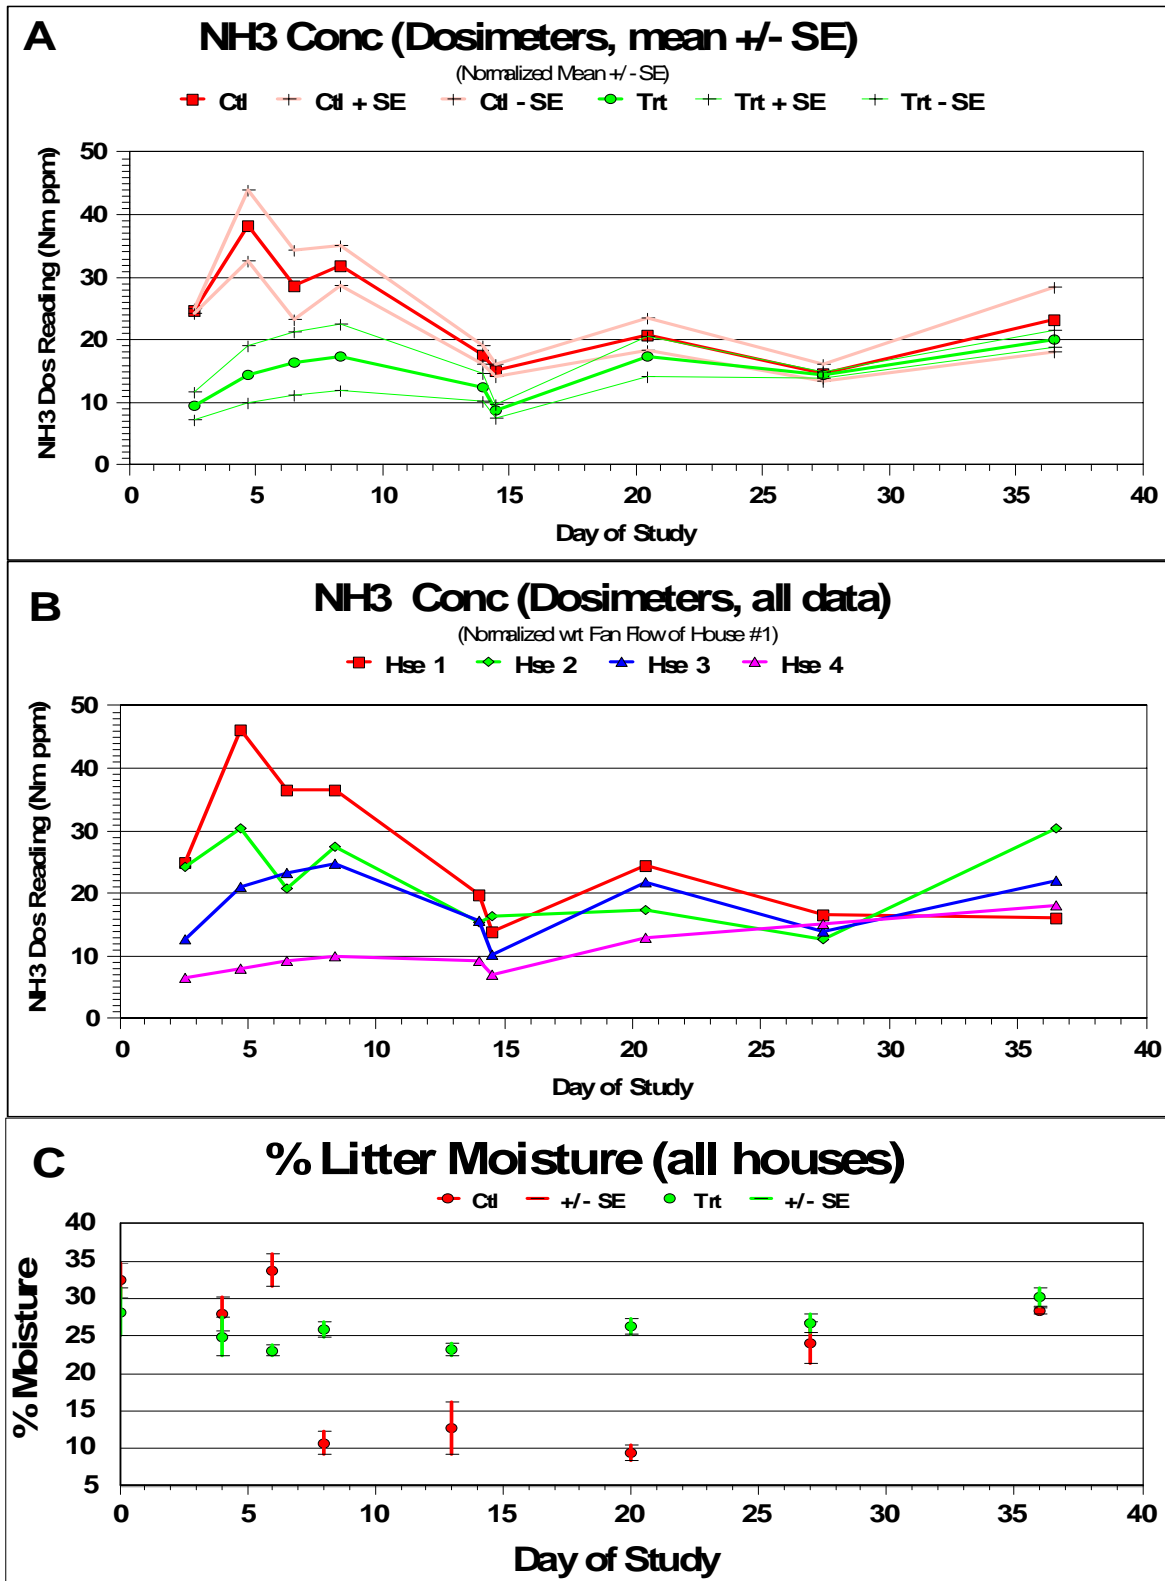 A
NH3 Conc (Dosimeters, mean +/- SE)
(Normalized Mean +/- SE)
Ctl Ctl + SE Ctl - SE Trt Trt + SE Trt - SE
NH3 Dos Reading (Nm ppm)
50
40
30
20
10
0
0 5 10 15 20 25 30 35 40
Day of Study
B
NH3 Conc (Dosimeters, all data)
(Normalized wrt Fan Flow of House #1)
Hse 1 Hse 2 Hse 3 Hse 4
NH3 Dos Reading (Nm ppm)
50
40
30
20
10
0
0 5 10 15 20 25 30 35 40
Day of Study
C
% Litter Moisture (all houses)
Ctl +/- SE Trt +/- SE
% Moisture
40
35
30
25
20
15
10
5
0 5 10 15 20 25 30 35 40
Day of Study